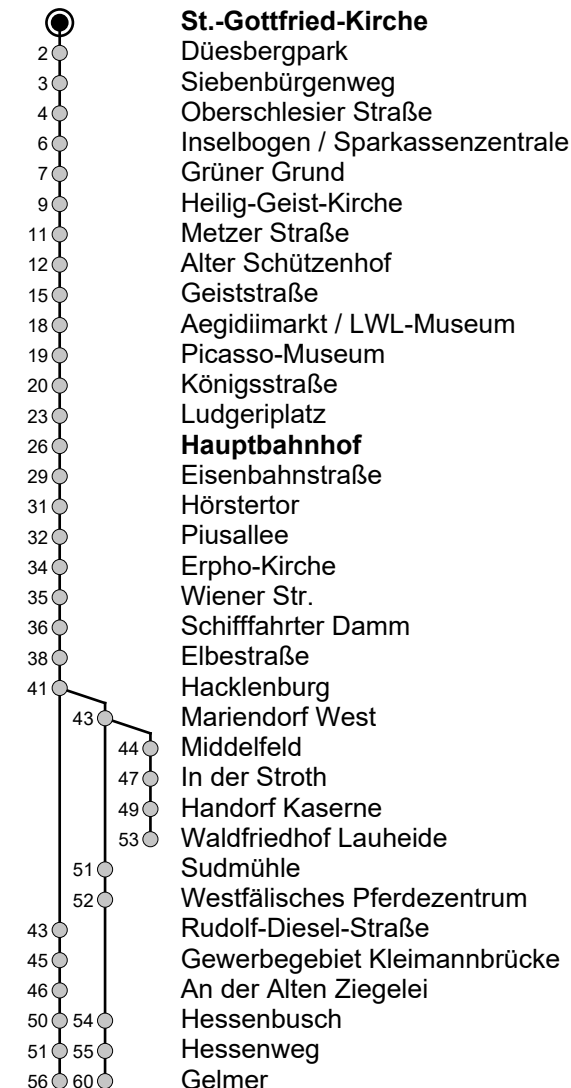 St.-Gottfried-Kirche
2 Düesbergpark
3 Siebenbürgenweg
4 Oberschlesier Straße
6 Inselbogen / Sparkassenzentrale
7 Grüner Grund
9 Heilig-Geist-Kirche
11 Metzer Straße
12 Alter Schützenhof
15 Geiststraße
18 Aegidiimarkt / LWL-Museum
19 Picasso-Museum
20 Königsstraße
23 Ludgeriplatz
26 Hauptbahnhof
29 Eisenbahnstraße
31 Hörstertor
32 Piusallee
34 Erpho-Kirche
35 Wiener Str.
36 Schifffahrter Damm
38 Elbestraße
41 Hacklenburg
43 Mariendorf West
44 Middelfeld
47 In der Stroth
49 Handorf Kaserne
53 Waldfriedhof Lauheide
51 Sudmühle
52 Westfälisches Pferdezentrum
43 Rudolf-Diesel-Straße
45 Gewerbegebiet Kleimannbrücke
46 An der Alten Ziegelei
50 54 Hessenbusch
51 55 Hessenweg
56 60 Gelmer